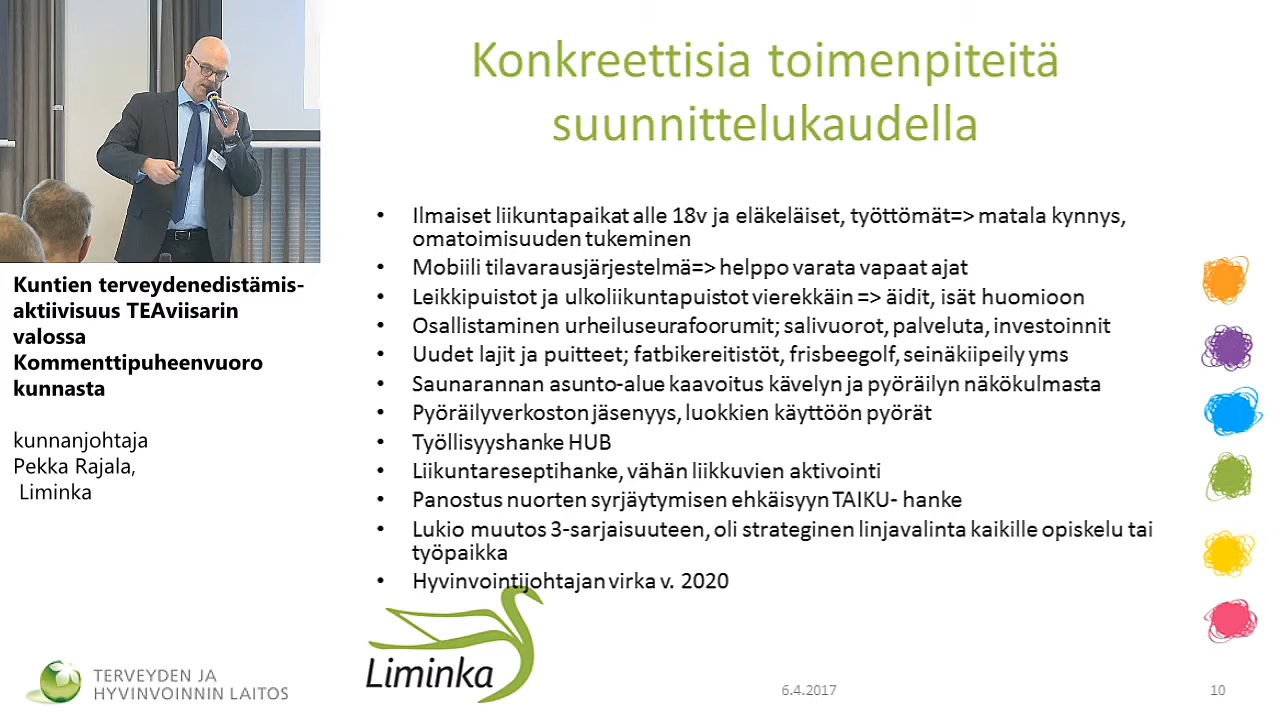 Konkreettisia toimenpiteitä
suunnittelukaudella
• Ilmaiset liikuntapaikat alle 18v ja eläkeläiset, työttömät=> matala kynnys,
omatoimisuuden tukeminen
• Mobiili tilavarausjärjestelmä=> helppo varata vapaat ajat
• Leikkipuistot ja ulkoliikuntapuistot vierekkäin => äidit, isät huomioon
• Osallistaminen urheiluseurafoorumit; salivuorot, palveluta, investoinnit
• Uudet lajit ja puitteet; fatbikereitistöt, frisbeegolf, seinäkiipeily yms
• Saunarannan asunto-alue kaavoitus kävelyn ja pyöräilyn näkökulmasta
• Pyöräilyverkoston jäsenyys, luokkien käyttöön pyörät
• Työllisyyshanke HUB
• Liikuntareseptihanke, vähän liikkuvien aktivointi
• Panostus nuorten syrjäytymisen ehkäisyyn TAIKU- hanke
• Lukio muutos 3-sarjaisuuteen, oli strateginen linjavalinta kaikille opiskelu tai
työpaikka
• Hyvinvointijohtajan virka v. 2020
Liminka
6.4.2017
10
Kuntien terveydenedistämis-
aktiivisuus TEAviisarin
valossa
Kommenttipuheenvuoro
kunnasta
kunnanjohtaja
Pekka Rajala,
Liminka
TERVEYDEN JA
HYVINVOINNIN LAITOS